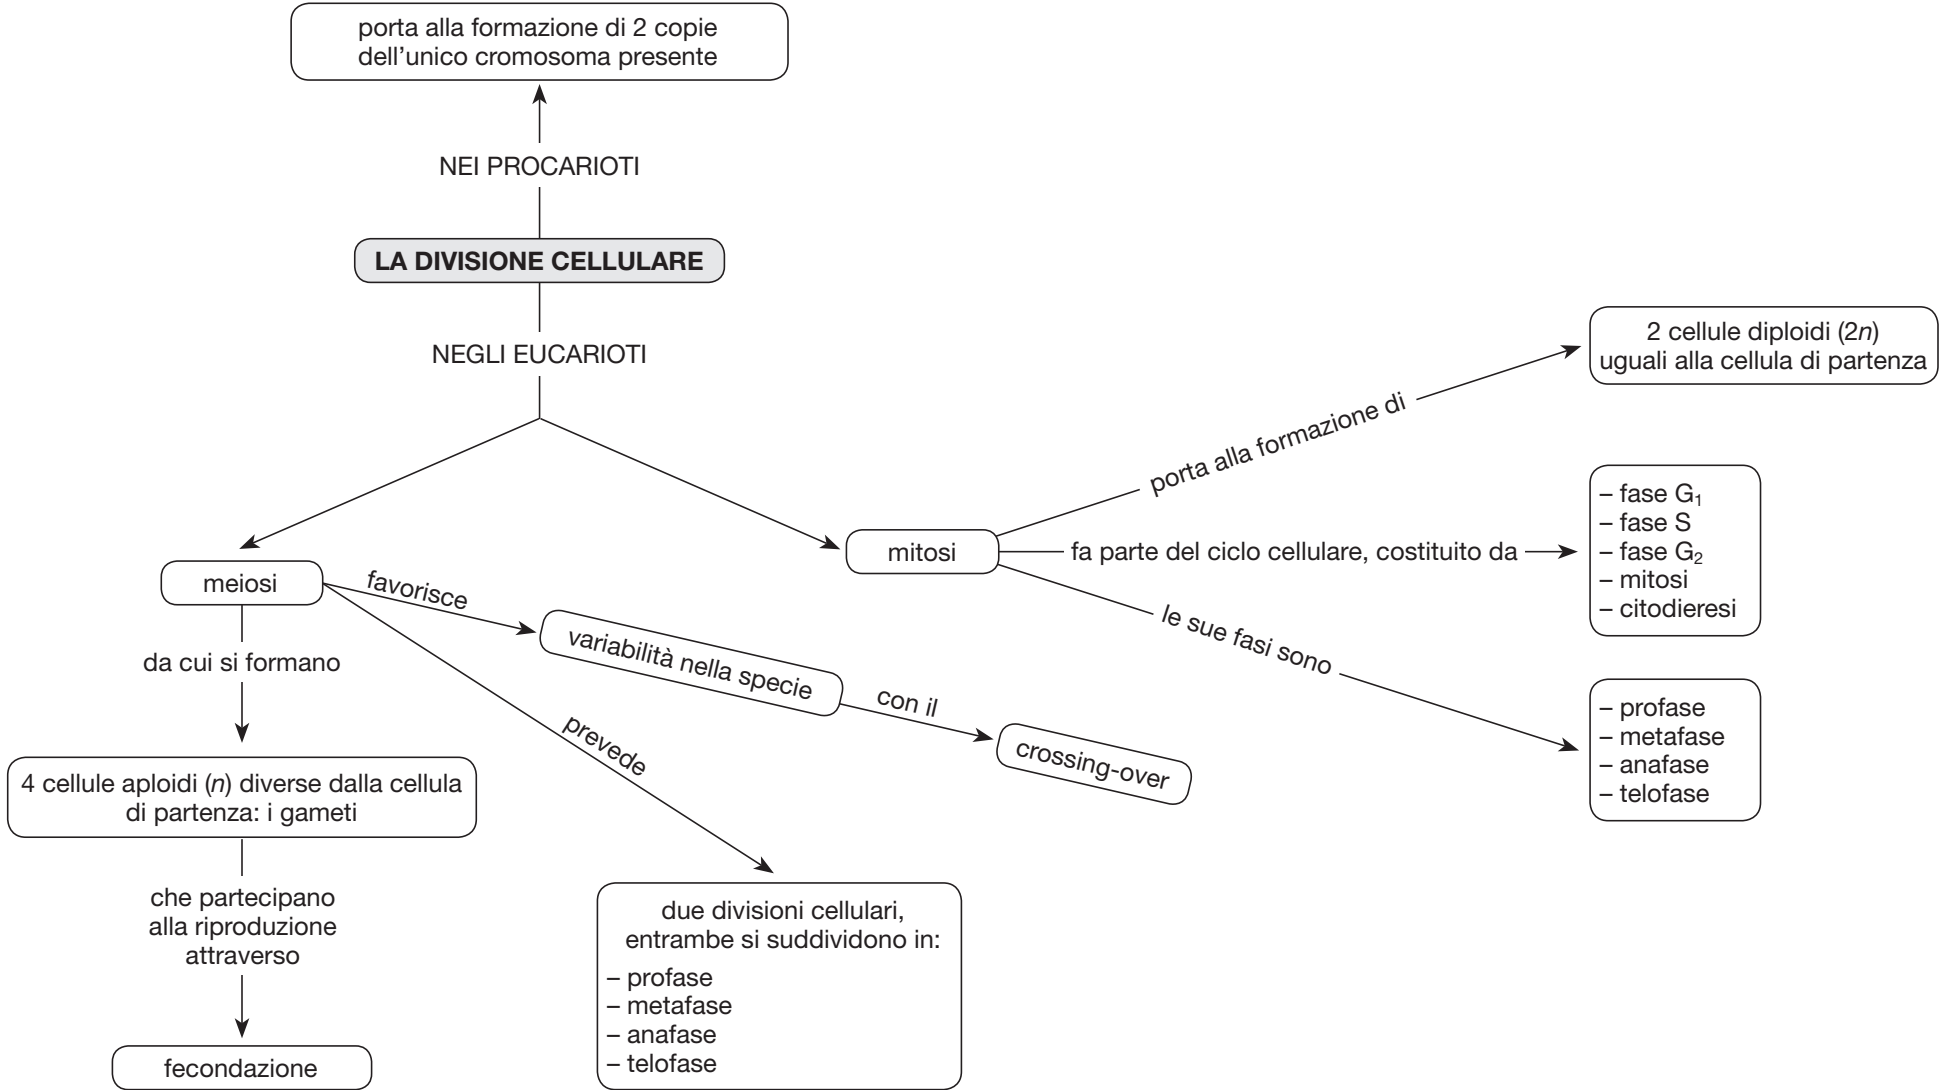 porta alla formazione di 2 copie
dell’unico cromosoma presente
NEI PROCARIOTI
LA DIVISIONE CELLULARE
NEGLI EUCARIOTI
meiosi
da cui si formano
4 cellule aploidi (n) diverse dalla cellula
di partenza: i gameti
che partecipano
alla riproduzione
attraverso
fecondazione
favorisce
variabilità nella specie
con il
crossing-over
prevede
due divisioni cellulari,
entrambe si suddividono in:
– profase
– metafase
– anafase
– telofase
mitosi
porta alla formazione di
2 cellule diploidi (2n)
uguali alla cellula di partenza
fa parte del ciclo cellulare, costituito da
– fase G₁
– fase S
– fase G₂
– mitosi
– citodieresi
le sue fasi sono
– profase
– metafase
– anafase
– telofase